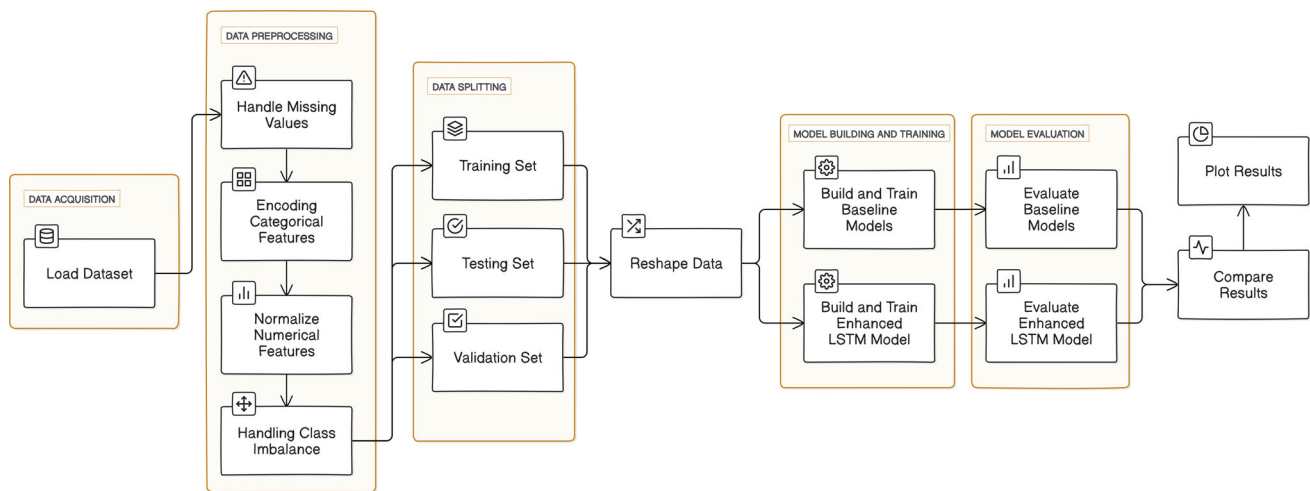 DATA ACQUISITION
Load Dataset
DATA PREPROCESSING
Handle Missing
Values
Encoding
Categorical
Features
Normalize
Numerical
Features
Handling Class
Imbalance
DATA SPLITTING
Training Set
Testing Set
Validation Set
Reshape Data
MODEL BUILDING AND TRAINING
Build and Train
Baseline
Models
Build and Train
Enhanced
LSTM Model
MODEL EVALUATION
Evaluate
Baseline
Models
Evaluate
Enhanced
LSTM Model
Compare
Results
Plot Results